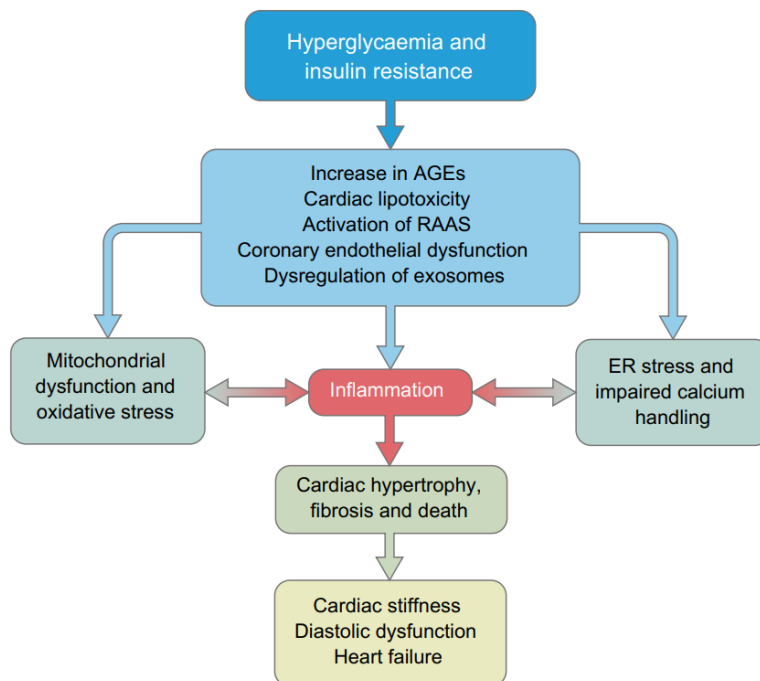 Hyperglycaemia and
insulin resistance
Increase in AGEs
Cardiac lipotoxicity
Activation of RAAS
Coronary endothelial dysfunction
Dysregulation of exosomes
Mitochondrial
dysfunction and
oxidative stress
Inflammation
ER stress and
impaired calcium
handling
Cardiac hypertrophy,
fibrosis and death
Cardiac stiffness
Diastolic dysfunction
Heart failure